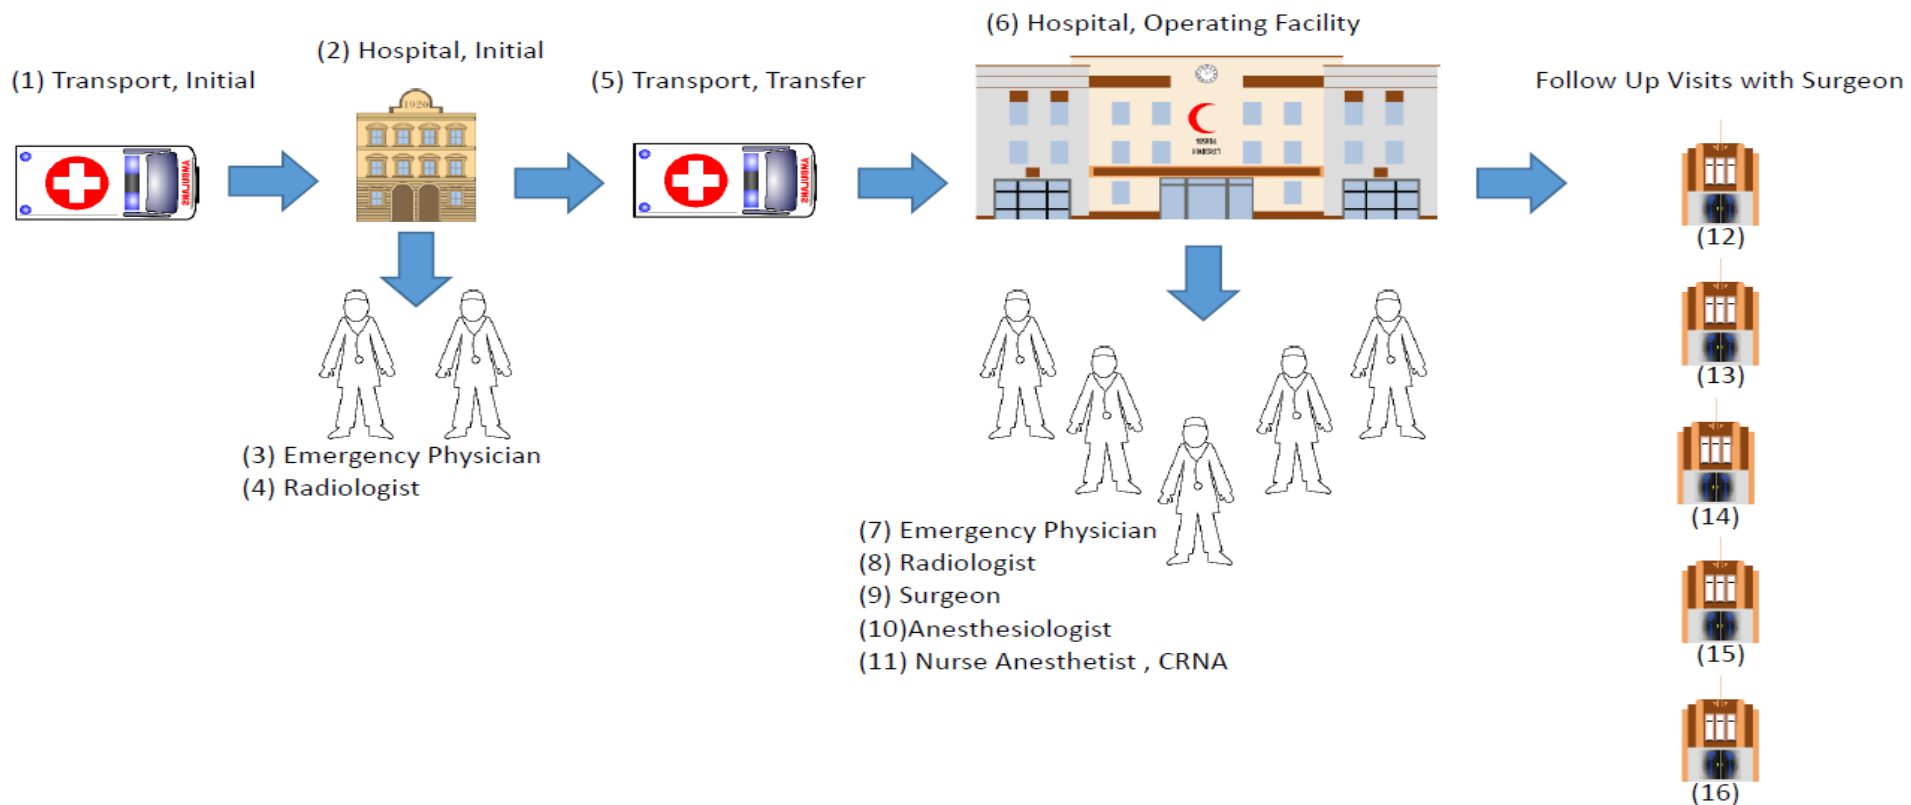 (1) Transport, Initial
(2) Hospital, Initial
(5) Transport, Transfer
(6) Hospital, Operating Facility
Follow Up Visits with Surgeon
1920
(3) Emergency Physician
(4) Radiologist
(7) Emergency Physician
(8) Radiologist
(9) Surgeon
(10)Anesthesiologist
(11) Nurse Anesthetist , CRNA
(12)
(13)
(14)
(15)
(16)